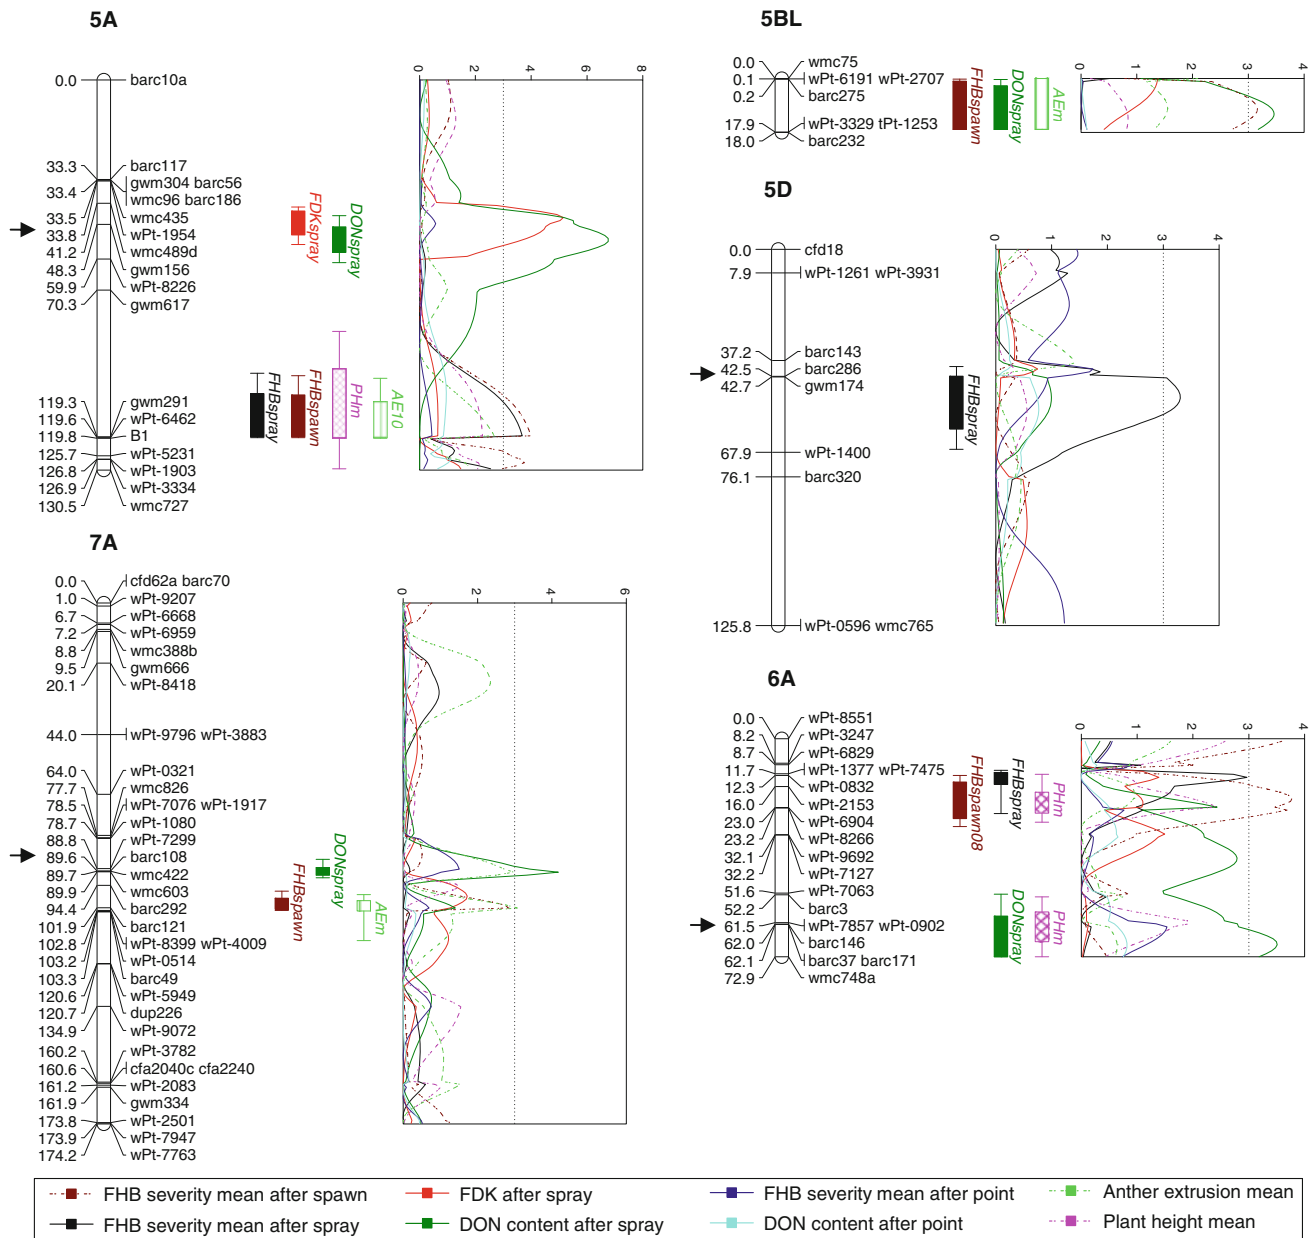 5A
0.0 barc10a
33.3 barc117
33.4 gwm304 barc56
wmc96 barc186
33.5 wmc435
33.8 wPt-1954
41.2 wmc489d
48.3 gwm156
59.9 wPt-8226
70.3 gwm617
119.3 gwm291
119.6 wPt-6462
119.8 B1
125.7 wPt-5231
126.8 wPt-1903
126.9 wPt-3334
130.5 wmc727
FDKspray
DONspray
FHBspray
FHBspawn
PHm
AE10
0 2 4 6 8
5BL
0.0 wmc75
0.1 wPt-6191 wPt-2707
0.2 barc275
17.9 wPt-3329 tPt-1253
18.0 barc232
FHBspawn
DONspray
AEm
0 1 2 3 4
5D
0.0 cfd18
7.9 wPt-1261 wPt-3931
37.2 barc143
42.5 barc286
42.7 gwm174
67.9 wPt-1400
76.1 barc320
125.8 wPt-0596 wmc765
FHBspray
0 1 2 3 4
7A
0.0 cfd62a barc70
1.0 wPt-9207
6.7 wPt-6668
7.2 wPt-6959
8.8 wmc388b
9.5 gwm666
20.1 wPt-8418
44.0 wPt-9796 wPt-3883
64.0 wPt-0321
77.7 wmc826
78.5 wPt-7076 wPt-1917
78.7 wPt-1080
88.8 wPt-7299
89.6 barc108
89.7 wmc422
89.9 wmc603
94.4 barc292
101.9 barc121
102.8 wPt-8399 wPt-4009
103.2 wPt-0514
103.3 barc49
120.6 wPt-5949
120.7 dup226
134.9 wPt-9072
160.2 wPt-3782
160.6 cfa2040c cfa2240
161.2 wPt-2083
161.9 gwm334
173.8 wPt-2501
173.9 wPt-7947
174.2 wPt-7763
FHBspawn
DONspray
AEm
0 2 4 6
6A
0.0 wPt-8551
8.2 wPt-3247
8.7 wPt-6829
11.7 wPt-1377 wPt-7475
12.3 wPt-0832
16.0 wPt-2153
23.0 wPt-6904
23.2 wPt-8266
32.1 wPt-9692
32.2 wPt-7127
51.6 wPt-7063
52.2 barc3
61.5 wPt-7857 wPt-0902
62.0 barc146
62.1 barc37 barc171
72.9 wmc748a
FHBspawn08
FHBspray
PHm
DONspray
PHm
0 1 2 3 4
FHB severity mean after spawn
FDK after spray
FHB severity mean after point
Anther extrusion mean
FHB severity mean after spray
DON content after spray
DON content after point
Plant height mean